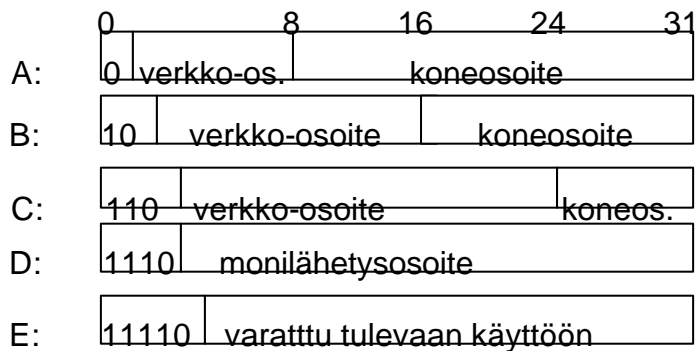 0 8 16 24 31
A: 0 verkko-os. koneosoite
B: 10 verkko-osoite koneosoite
C: 110 verkko-osoite koneos.
D: 1110 monilähetysosoite
E: 11110 varatttu tulevaan käyttöön